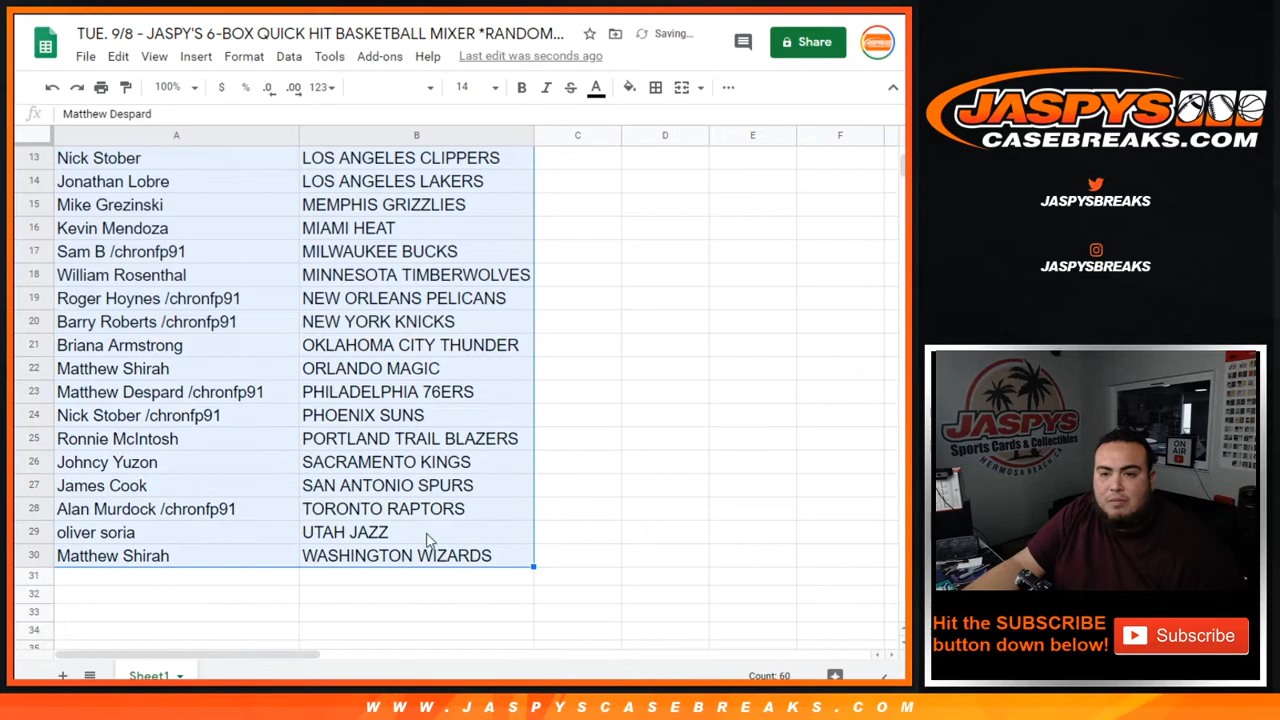 TUE. 9/8 - JASPY'S 6-BOX QUICK HIT BASKETBALL MIXER *RANDOM...
Saving...
Share
File Edit View Insert Format Data Tools Add-ons Help Last edit was seconds ago
100% $ % .0 .00 123 14 B I S A
fx Matthew Despard
A B C D E F
13 Nick Stober LOS ANGELES CLIPPERS
14 Jonathan Lobre LOS ANGELES LAKERS
15 Mike Grezinski MEMPHIS GRIZZLIES
16 Kevin Mendoza MIAMI HEAT
17 Sam B /chronfp91 MILWAUKEE BUCKS
18 William Rosenthal MINNESOTA TIMBERWOLVES
19 Roger Hoynes /chronfp91 NEW ORLEANS PELICANS
20 Barry Roberts /chronfp91 NEW YORK KNICKS
21 Briana Armstrong OKLAHOMA CITY THUNDER
22 Matthew Shirah ORLANDO MAGIC
23 Matthew Despard /chronfp91 PHILADELPHIA 76ERS
24 Nick Stober /chronfp91 PHOENIX SUNS
25 Ronnie McIntosh PORTLAND TRAIL BLAZERS
26 Johncy Yuzon SACRAMENTO KINGS
27 James Cook SAN ANTONIO SPURS
28 Alan Murdock /chronfp91 TORONTO RAPTORS
29 oliver soria UTAH JAZZ
30 Matthew Shirah WASHINGTON WIZARDS
31
32
33
34
35
Sheet1 Count: 60
JASPYS
CASEBREAKS.COM
JASPYSBREAKS
JASPYSBREAKS
JASPYS
Sports Cards & Collectibles
HERMOSA BEACH, CA
ON AIR
Hit the SUBSCRIBE
button down below!
Subscribe
WWW.JASPYSCASEBREAKS.COM